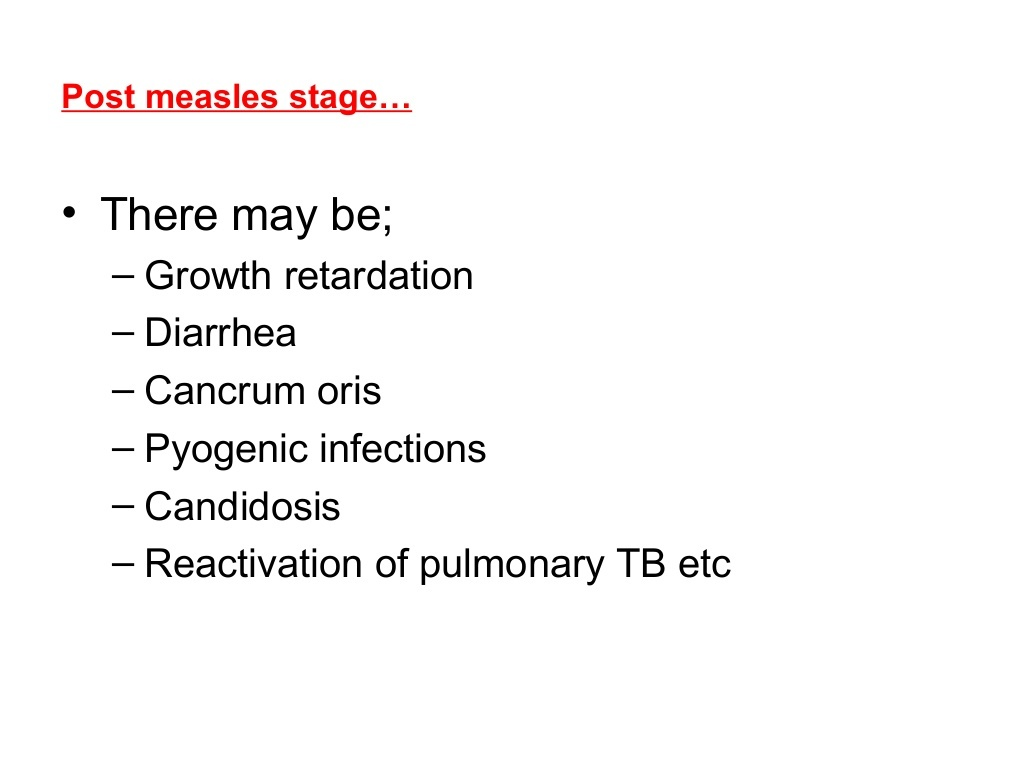 Post measles stage…
• There may be;
– Growth retardation
– Diarrhea
– Cancrum oris
– Pyogenic infections
– Candidosis
– Reactivation of pulmonary TB etc